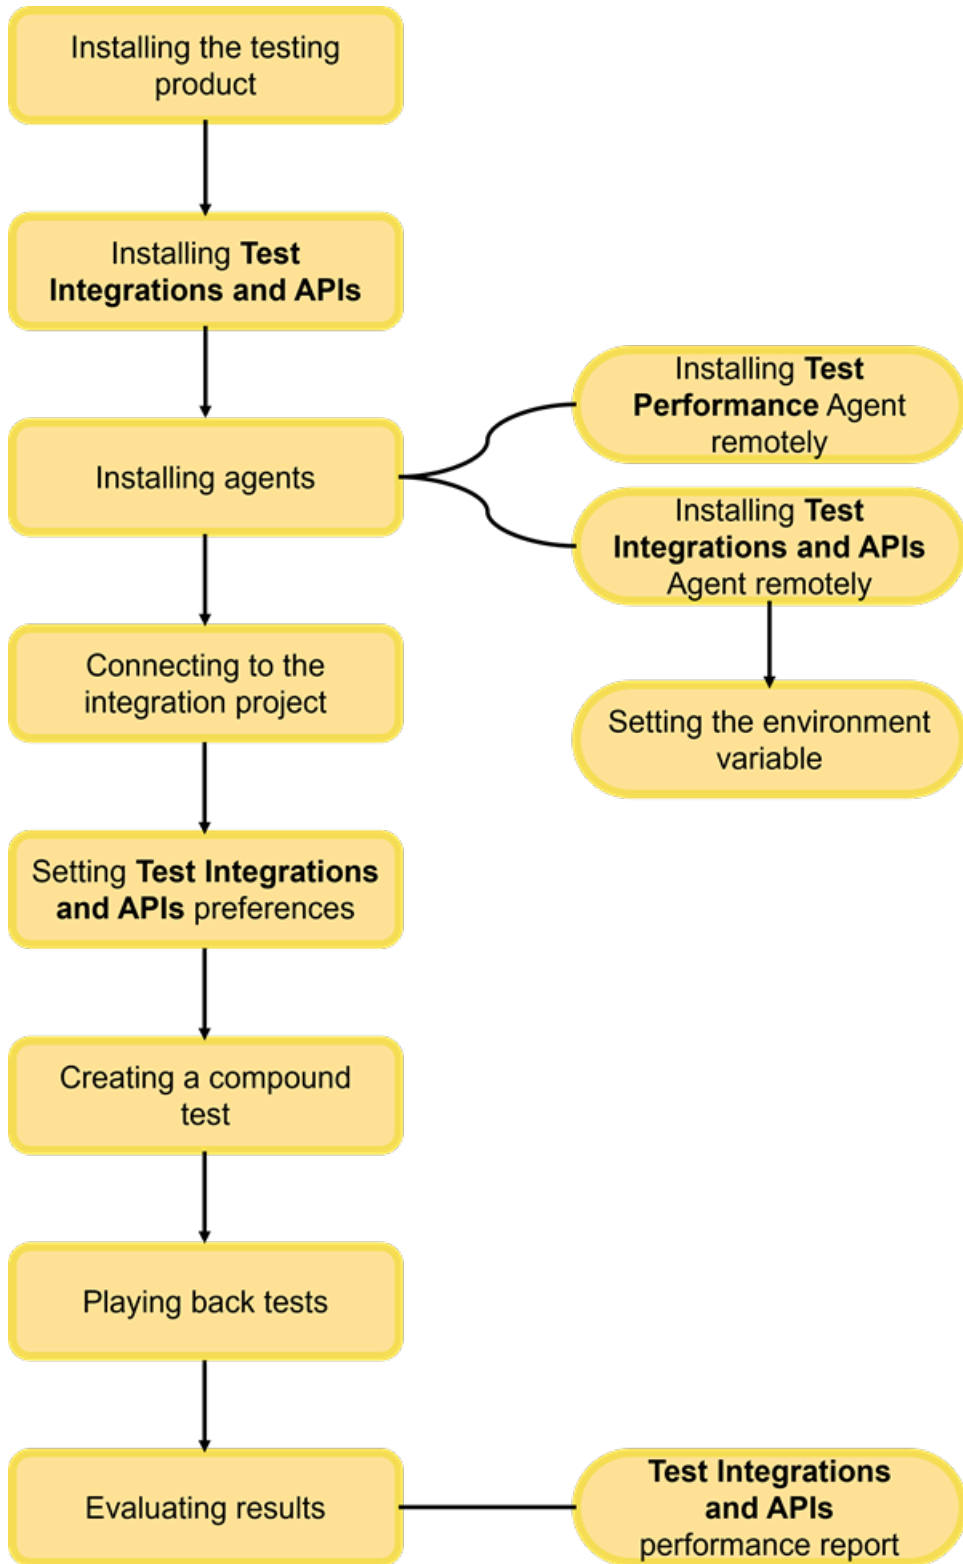 Installing the testing
product
Installing Test
Integrations and APIs
Installing agents
Installing Test
Performance Agent
remotely
Installing Test
Integrations and APIs
Agent remotely
Setting the environment
variable
Connecting to the
integration project
Setting Test Integrations
and APIs preferences
Creating a compound
test
Playing back tests
Evaluating results
Test Integrations
and APIs
performance report